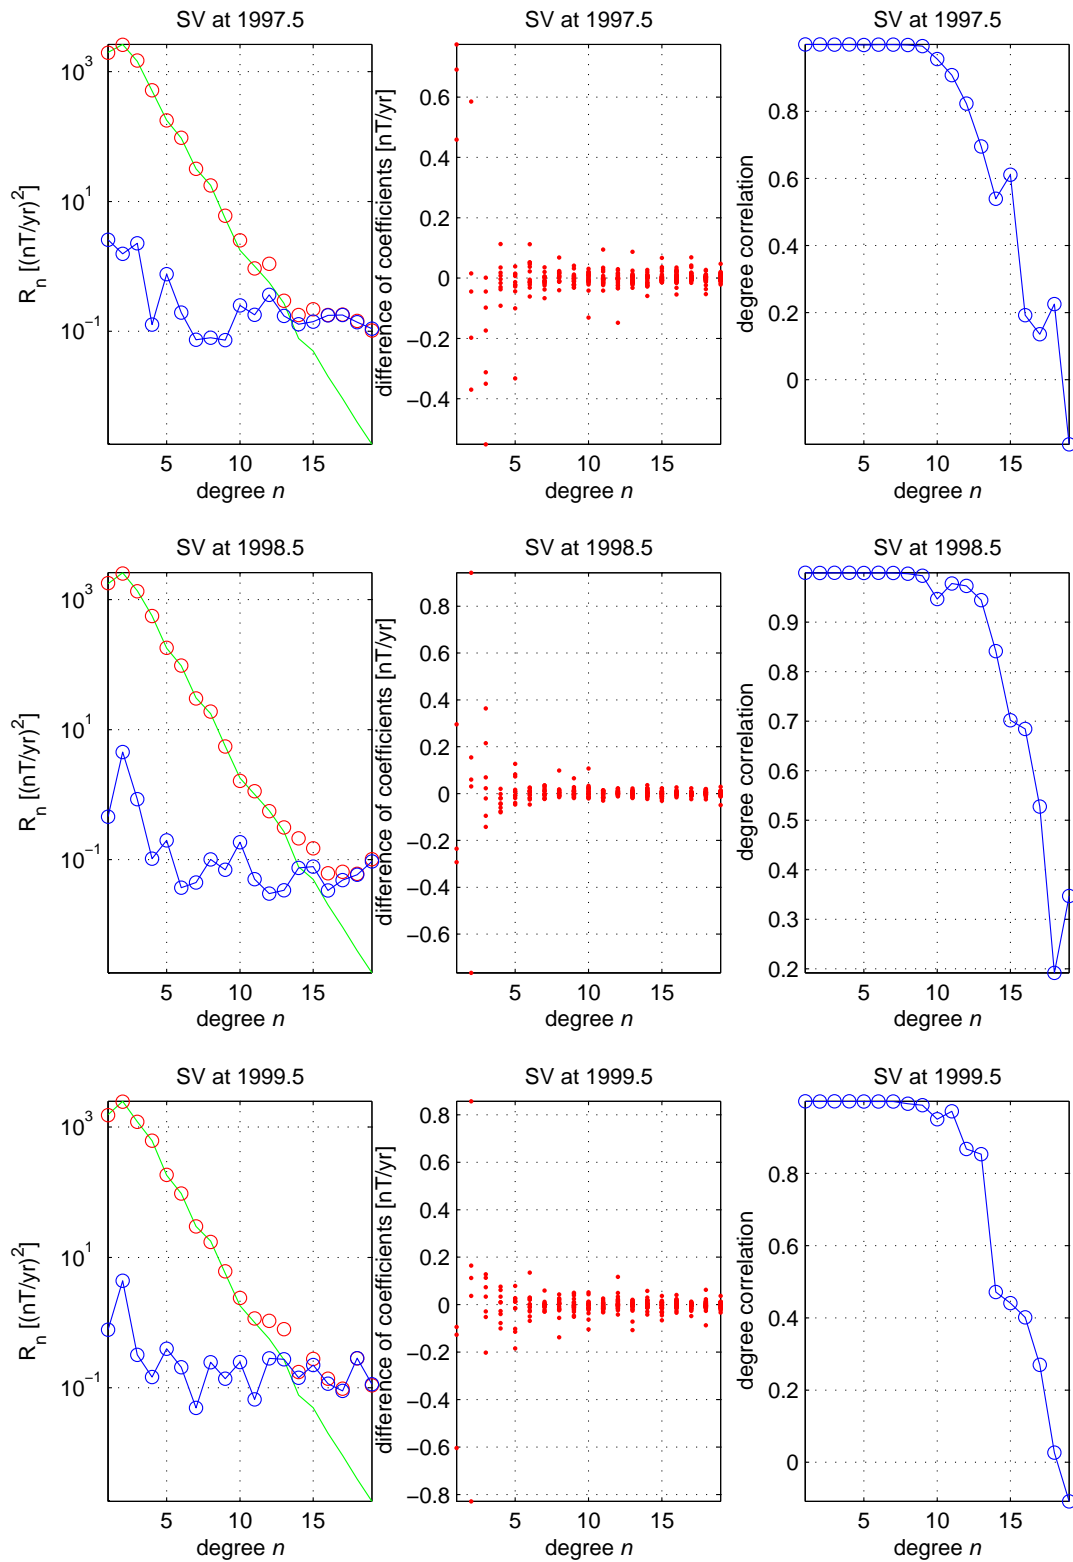 SV at 1997.5
SV at 1997.5
SV at 1997.5
R_n [(nT/yr)^2]
10^3
10^1
10^−1
5 10 15
degree n
difference of coefficients [nT/yr]
0.6
0.4
0.2
0
−0.2
−0.4
5 10 15
degree n
degree correlation
0.8
0.6
0.4
0.2
0
5 10 15
degree n
SV at 1998.5
SV at 1998.5
SV at 1998.5
R_n [(nT/yr)^2]
10^3
10^1
10^−1
5 10 15
degree n
difference of coefficients [nT/yr]
0.8
0.6
0.4
0.2
0
−0.2
−0.4
−0.6
5 10 15
degree n
degree correlation
0.9
0.8
0.7
0.6
0.5
0.4
0.3
0.2
5 10 15
degree n
SV at 1999.5
SV at 1999.5
SV at 1999.5
R_n [(nT/yr)^2]
10^3
10^1
10^−1
5 10 15
degree n
difference of coefficients [nT/yr]
0.8
0.6
0.4
0.2
0
−0.2
−0.4
−0.6
−0.8
5 10 15
degree n
degree correlation
0.8
0.6
0.4
0.2
0
5 10 15
degree n